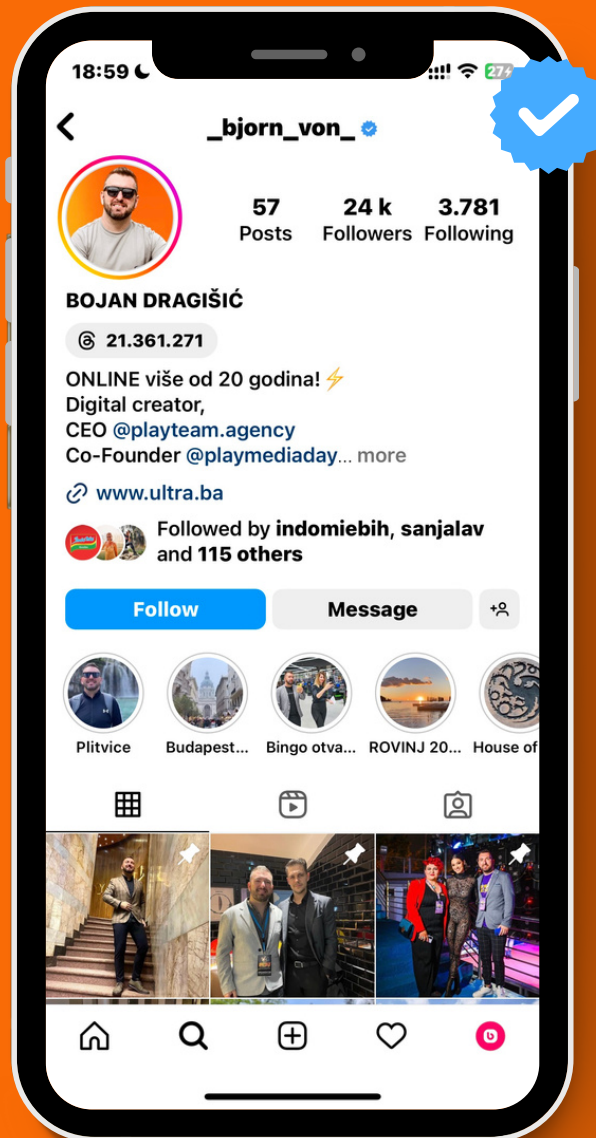 18:59
27
_bjorn_von_
57
24 k
3.781
Posts
Followers
Following
BOJAN DRAGIŠIĆ
21.361.271
ONLINE više od 20 godina!⚡
Digital creator,
CEO @playteam.agency
Co-Founder @playmediaday... more
www.ultra.ba
Followed by indomiebih, sanjalav
and 115 others
Follow
Message
Plitvice
Budapest...
Bingo otva...
ROVINJ 20...
House of